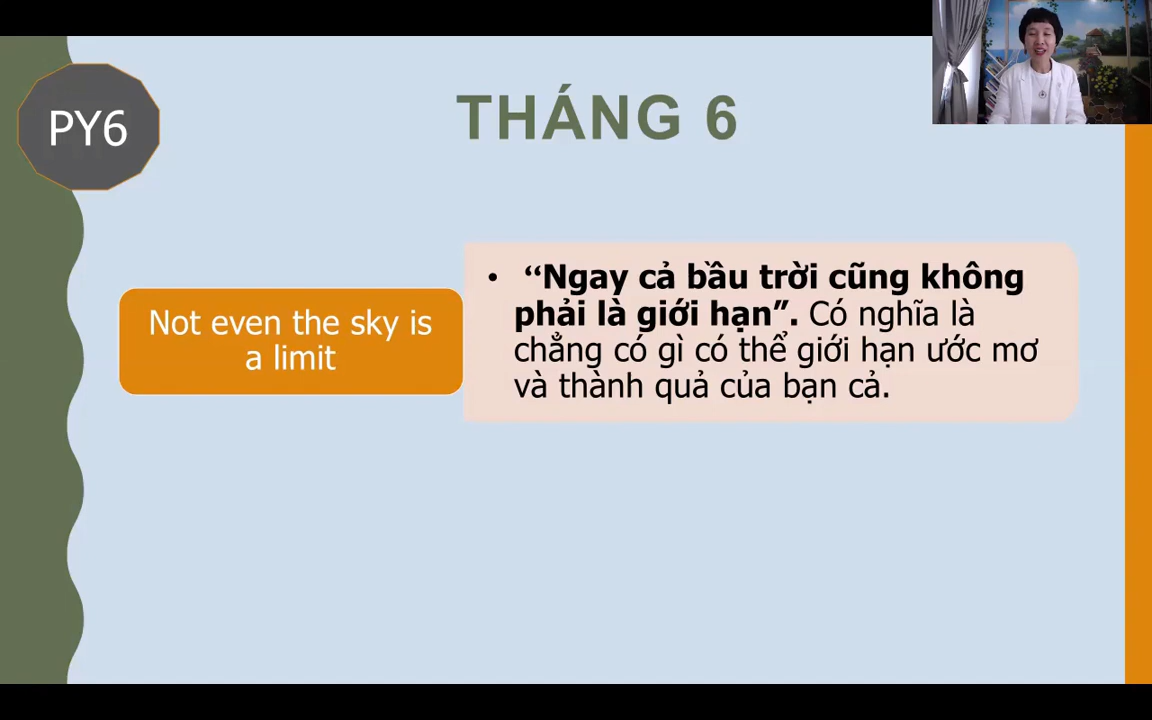 PY6
THÁNG 6
Not even the sky is
a limit
• “Ngay cả bầu trời cũng không
phải là giới hạn”. Có nghĩa là
chẳng có gì có thể giới hạn ước mơ
và thành quả của bạn cả.